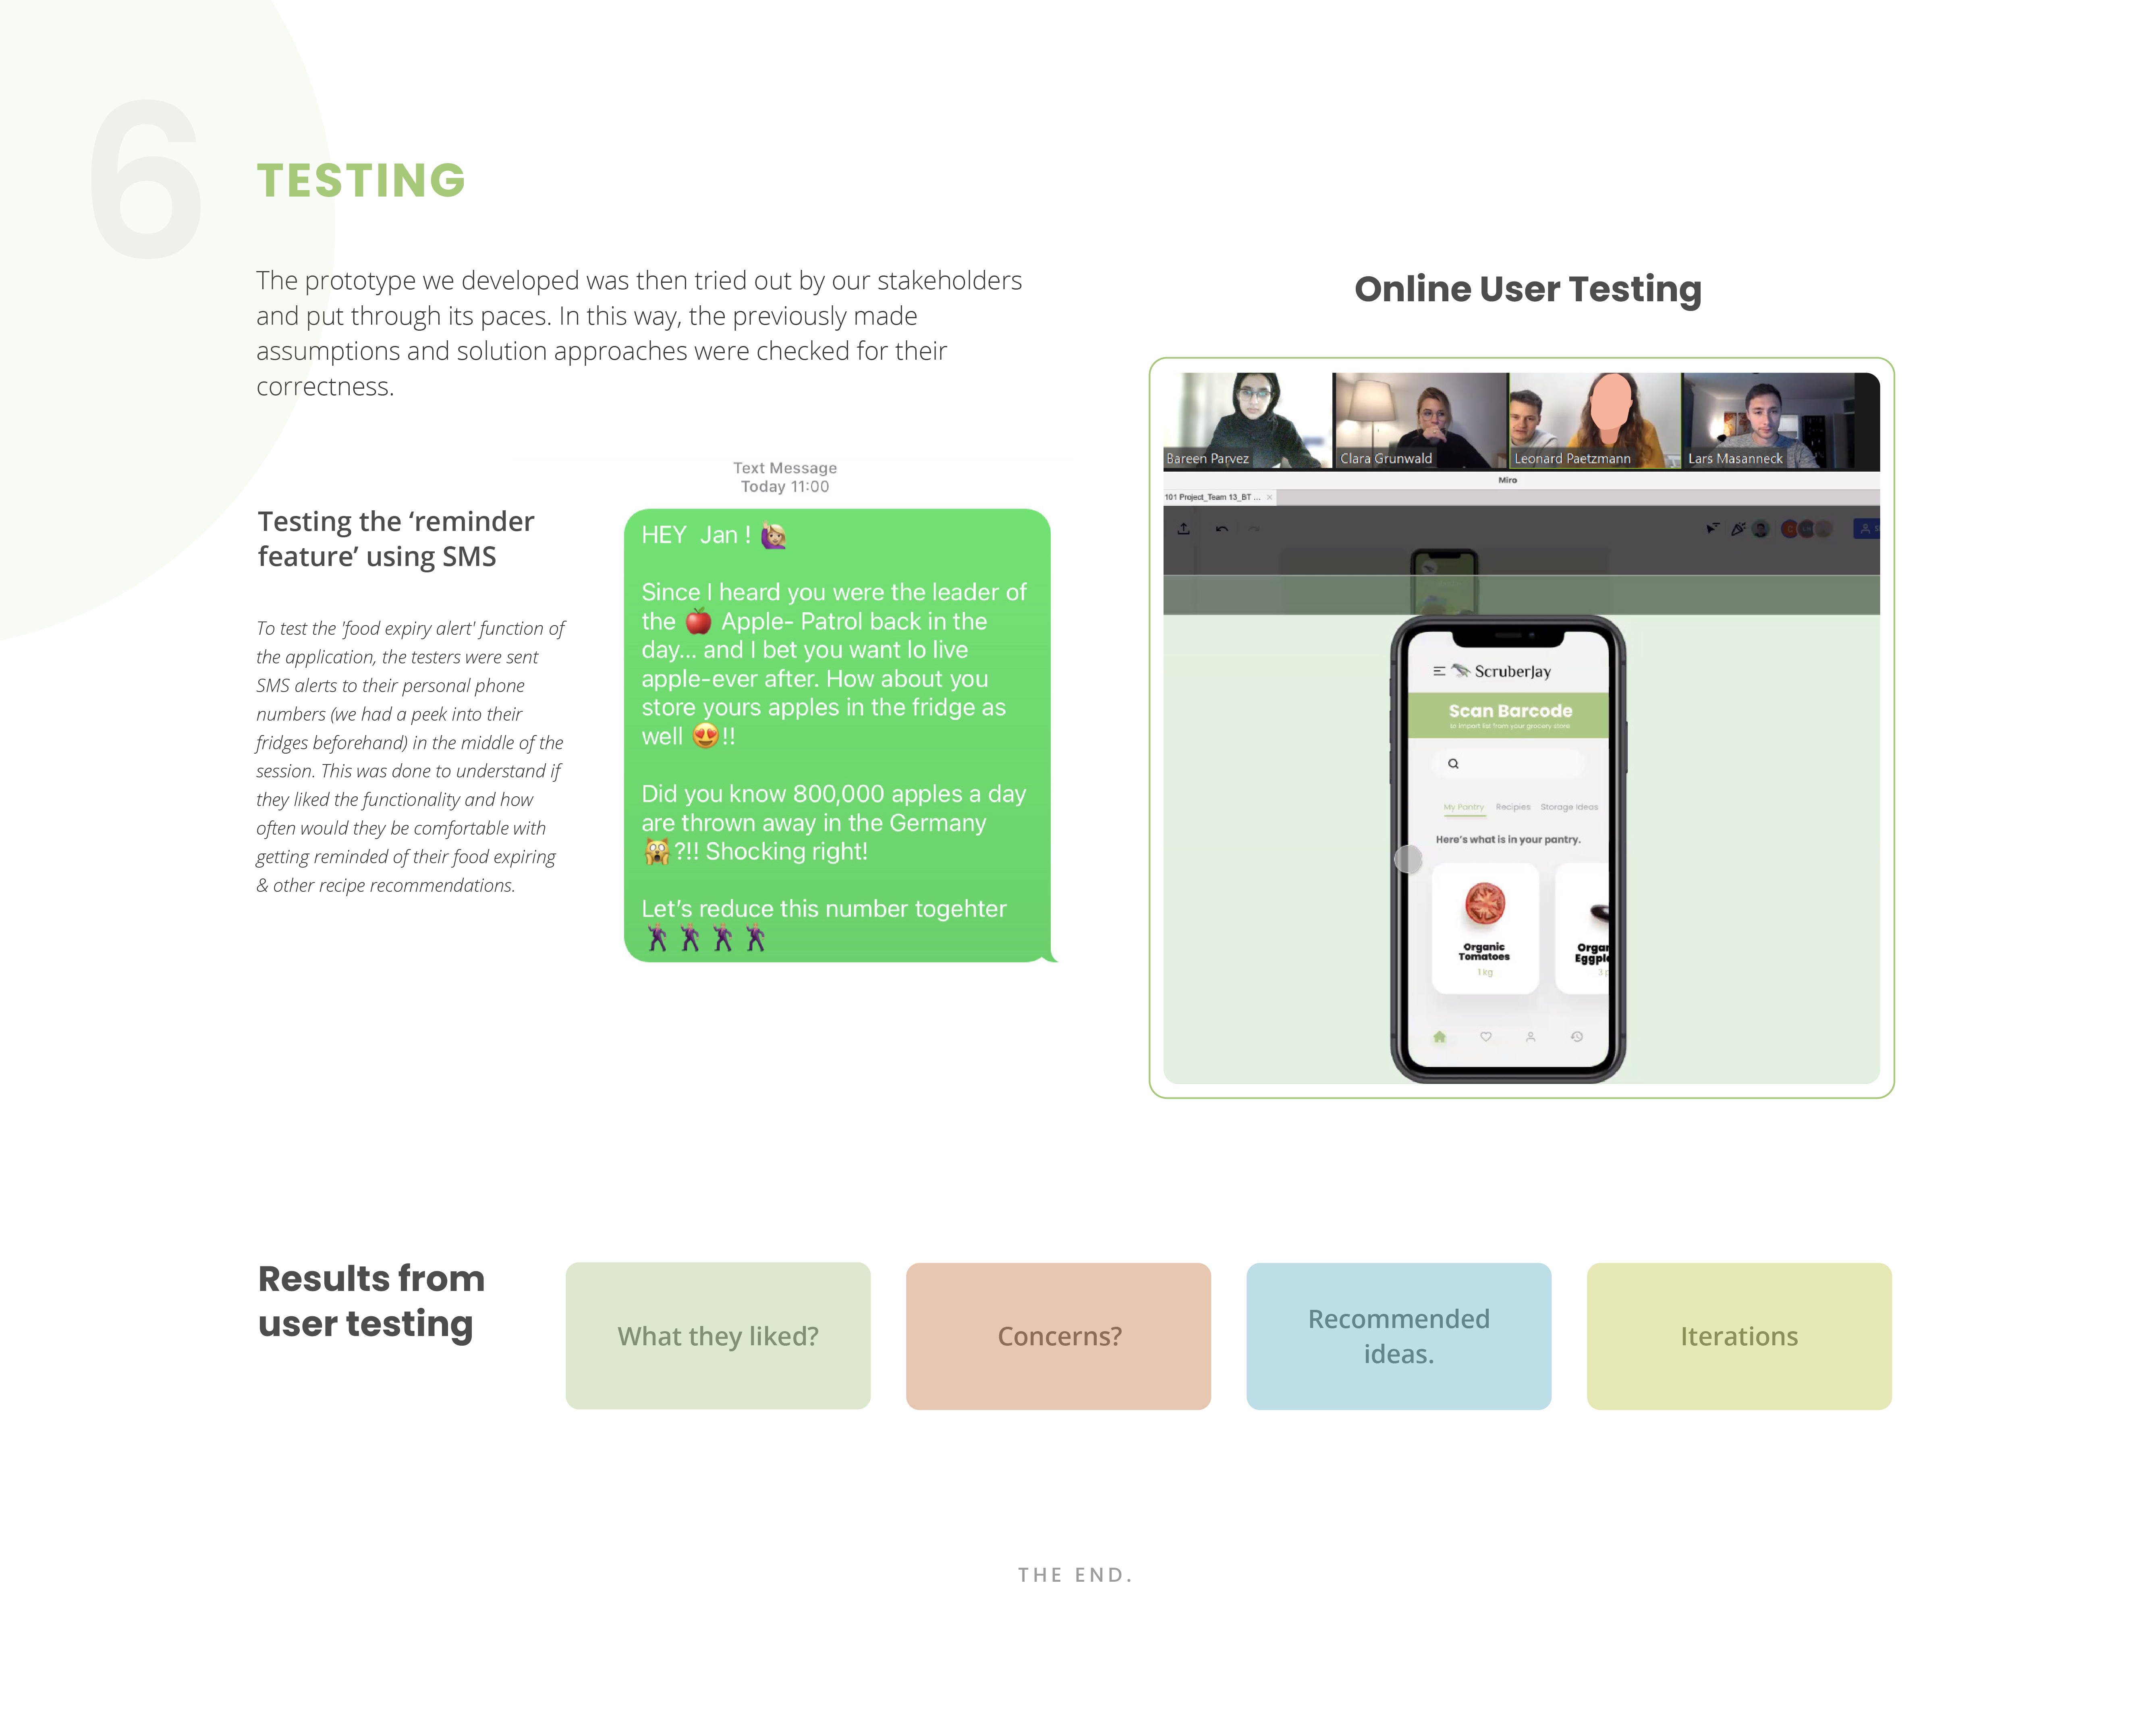 6
TESTING
The prototype we developed was then tried out by our stakeholders
and put through its paces. In this way, the previously made
assumptions and solution approaches were checked for their
correctness.
Testing the ‘reminder
feature’ using SMS
To test the 'food expiry alert' function of
the application, the testers were sent
SMS alerts to their personal phone
numbers (we had a peek into their
fridges beforehand) in the middle of the
session. This was done to understand if
they liked the functionality and how
often would they be comfortable with
getting reminded of their food expiring
& other recipe recommendations.
Text Message
Today 11:00
HEY  Jan ! 🙋🏼‍♀️
Since I heard you were the leader of
the 🍎 Apple- Patrol back in the
day... and I bet you want lo live
apple-ever after. How about you
store yours apples in the fridge as
well 😍!!
Did you know 800,000 apples a day
are thrown away in the Germany
🙀?!! Shocking right!
Let’s reduce this number togehter
🕺🕺🕺🕺
Online User Testing
Bareen Parvez
Clara Grunwald
Leonard Paetzmann
Lars Masanneck
Miro
101 Project_Team 13_BT ... ×
ScruberJay
Scan Barcode
to import list from your grocery store
My Pantry Recipies Storage Ideas
Here's what is in your pantry.
Organic
Tomatoes
1 kg
Organ
Eggpl
3 p
Results from
user testing
What they liked?
Concerns?
Recommended
ideas.
Iterations
THE END.